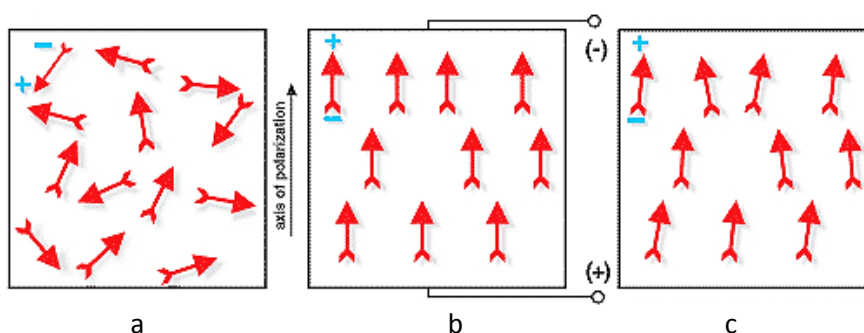 −
+
axis of polarization
+
−
(-)
(+)
+
−
a
b
c